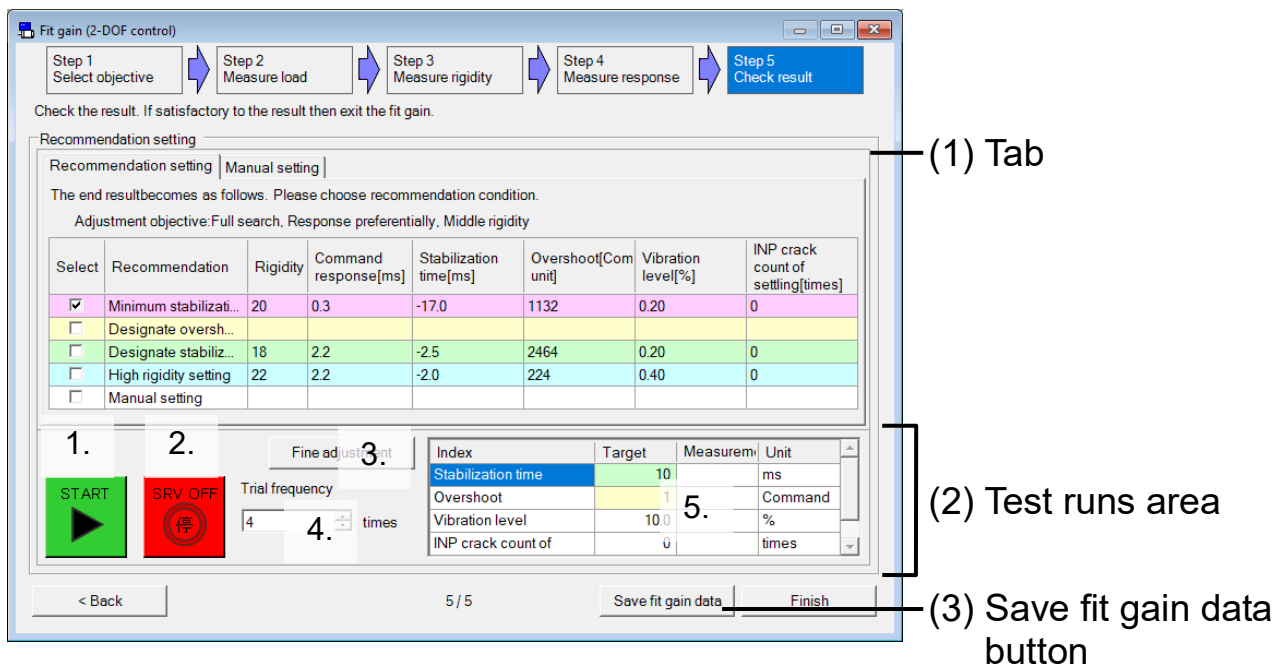 Fit gain (2-DOF control)
Step 1
Select objective
Step 2
Measure load
Step 3
Measure rigidity
Step 4
Measure response
Step 5
Check result
Check the result. If satisfactory to the result then exit the fit gain.
Recommendation setting
Recommendation setting
Manual setting
(1) Tab
The end resultbecomes as follows. Please choose recommendation condition.
Adjustment objective:Full search, Response preferentially, Middle rigidity
Select Recommendation Rigidity Command response[ms] Stabilization time[ms] Overshoot[Com unit] Vibration level[%] INP crack count of settling[times]
Minimum stabilizati... 20 0.3 -17.0 1132 0.20 0
Designate oversh...
Designate stabiliz... 18 2.2 -2.5 2464 0.20 0
High rigidity setting 22 2.2 -2.0 224 0.40 0
Manual setting
1.
2.
START
SRV OFF
停
Fine adjustment
3.
Trial frequency
4 times
4.
Index Target Measurem Unit
Stabilization time 10 ms
Overshoot 1 Command
Vibration level 10.0 %
INP crack count of 0 times
5.
(2) Test runs area
< Back
5 / 5
Save fit gain data
Finish
(3) Save fit gain data
button